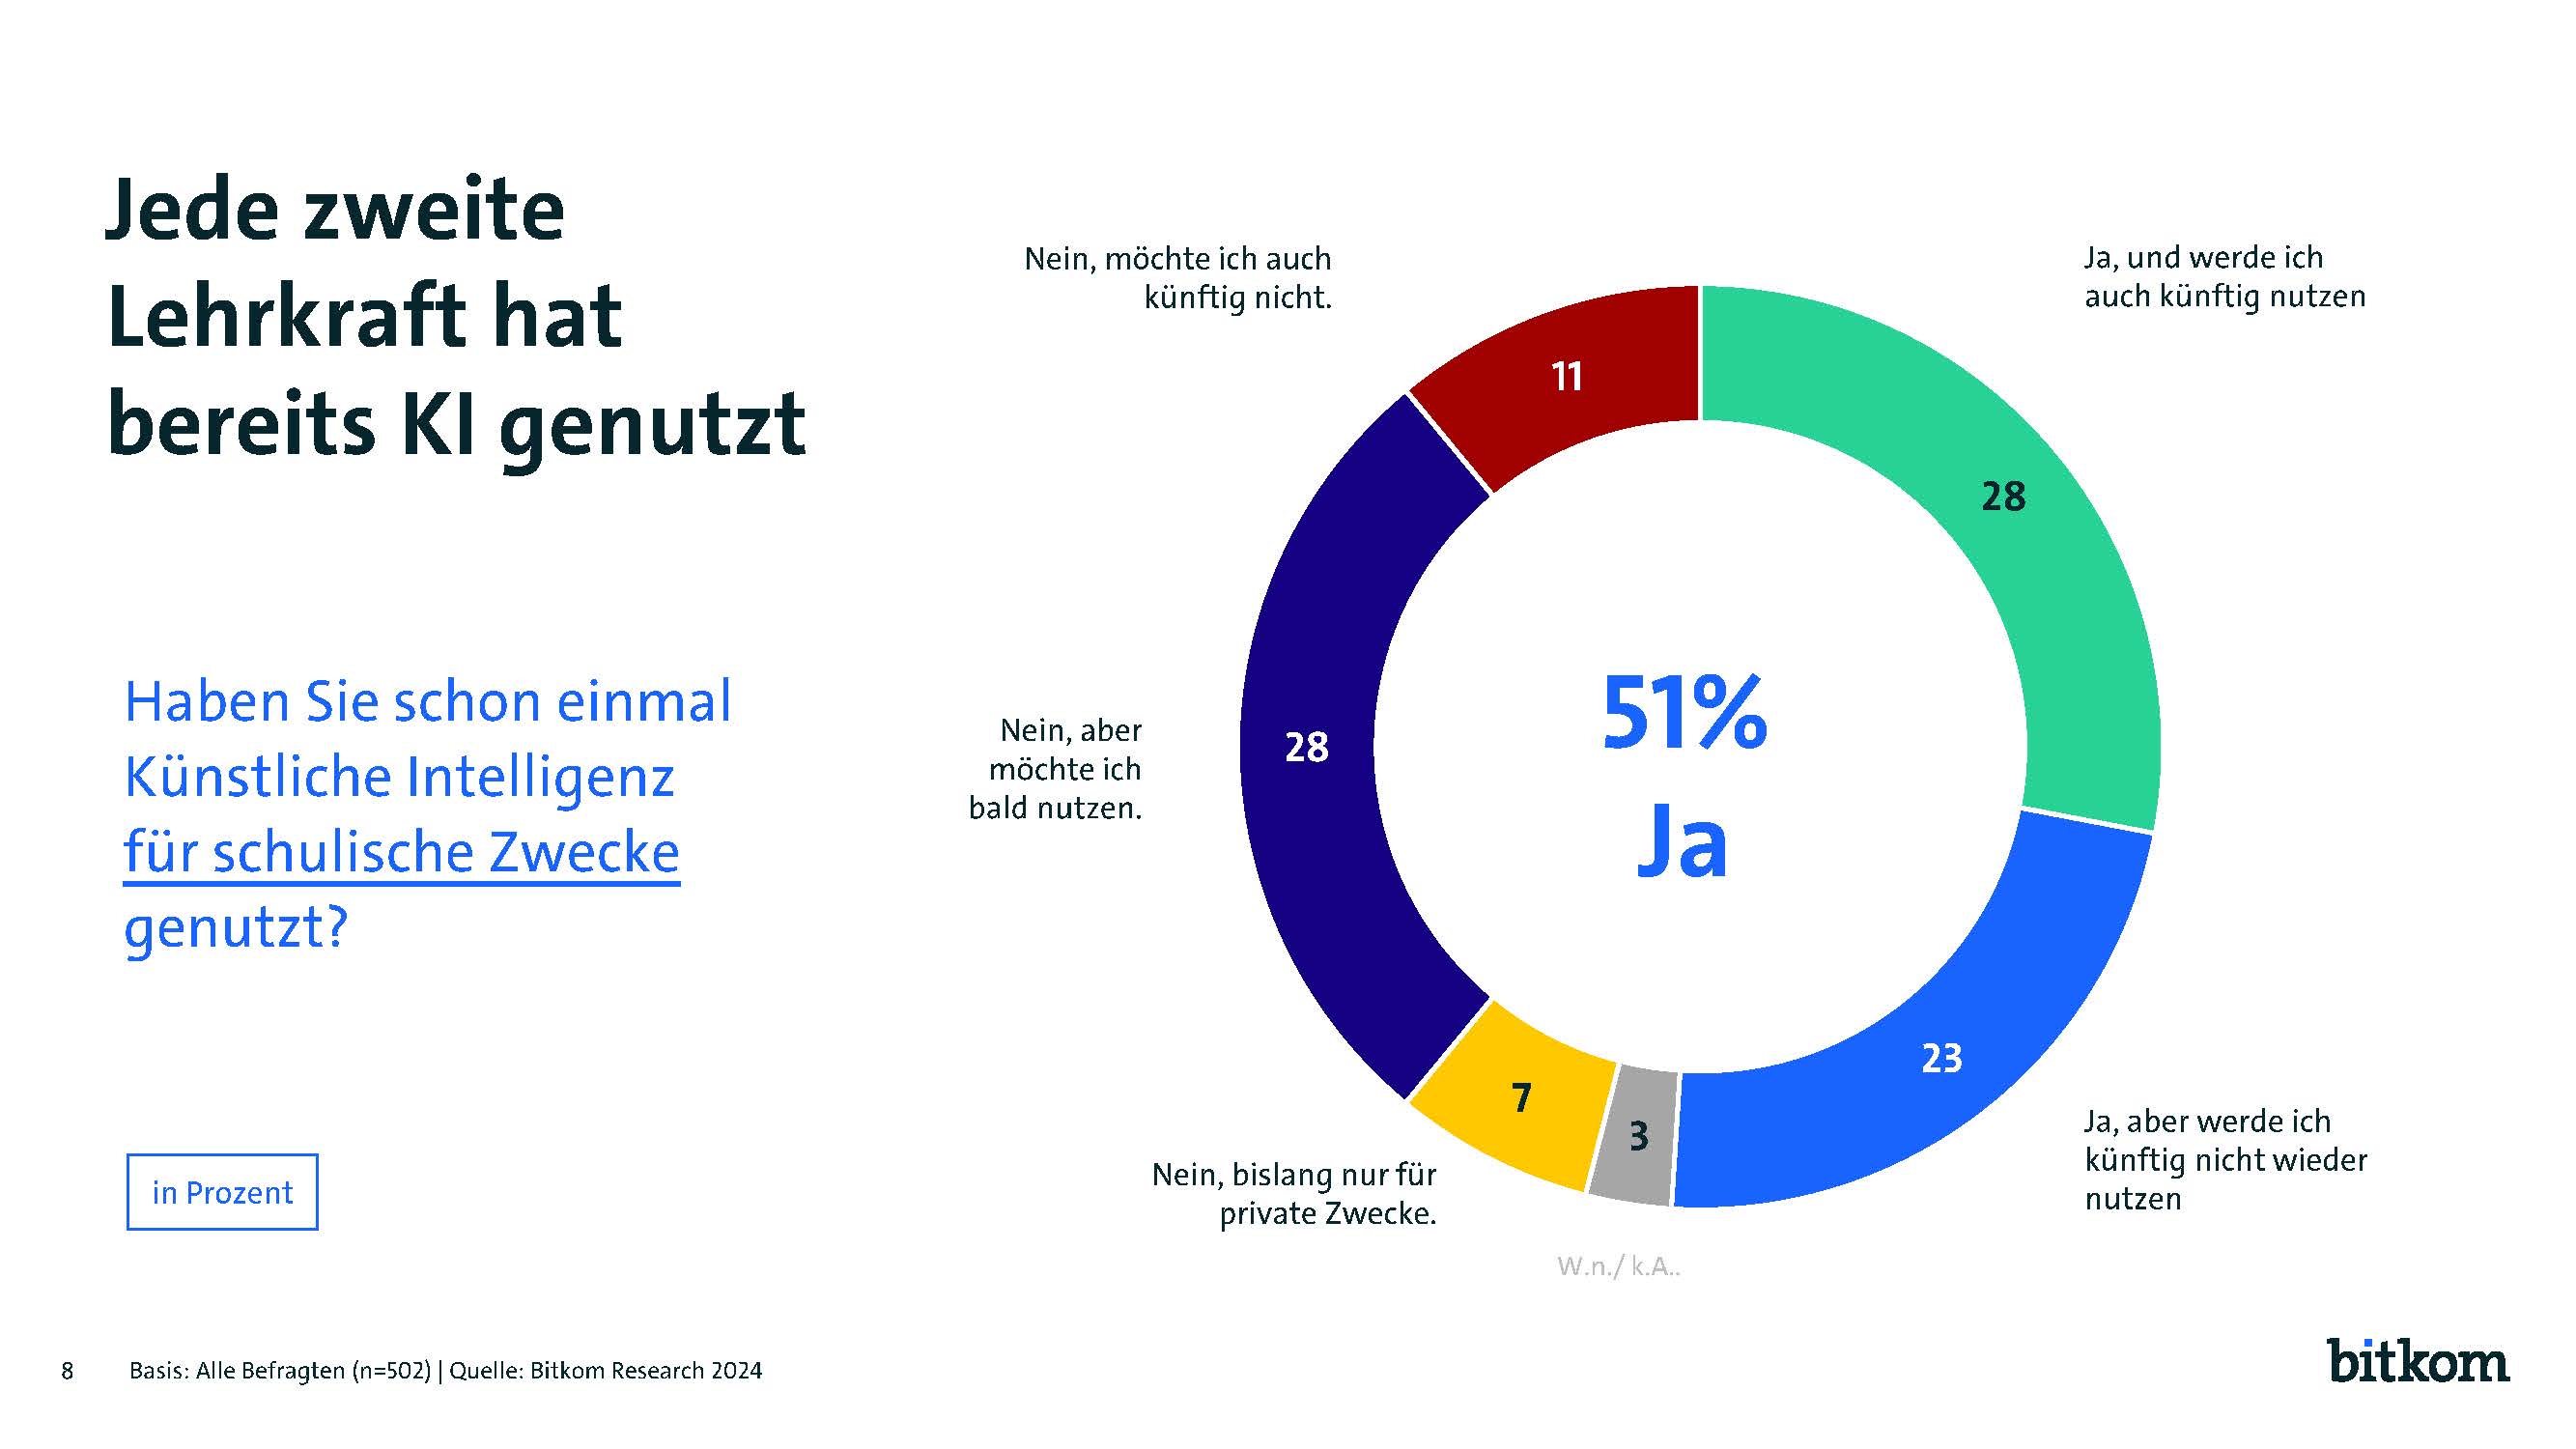 Jede zweite
Lehrkraft hat
bereits KI genutzt
Haben Sie schon einmal
Künstliche Intelligenz
für schulische Zwecke
genutzt?
in Prozent
Nein, möchte ich auch
künftig nicht.
11
Ja, und werde ich
auch künftig nutzen
28
Nein, aber
möchte ich
bald nutzen.
28
51%
Ja
23
Ja, aber werde ich
künftig nicht wieder
nutzen
7
3
Nein, bislang nur für
private Zwecke.
W.n./ k.A..
8
Basis: Alle Befragten (n=502) | Quelle: Bitkom Research 2024
bitkom